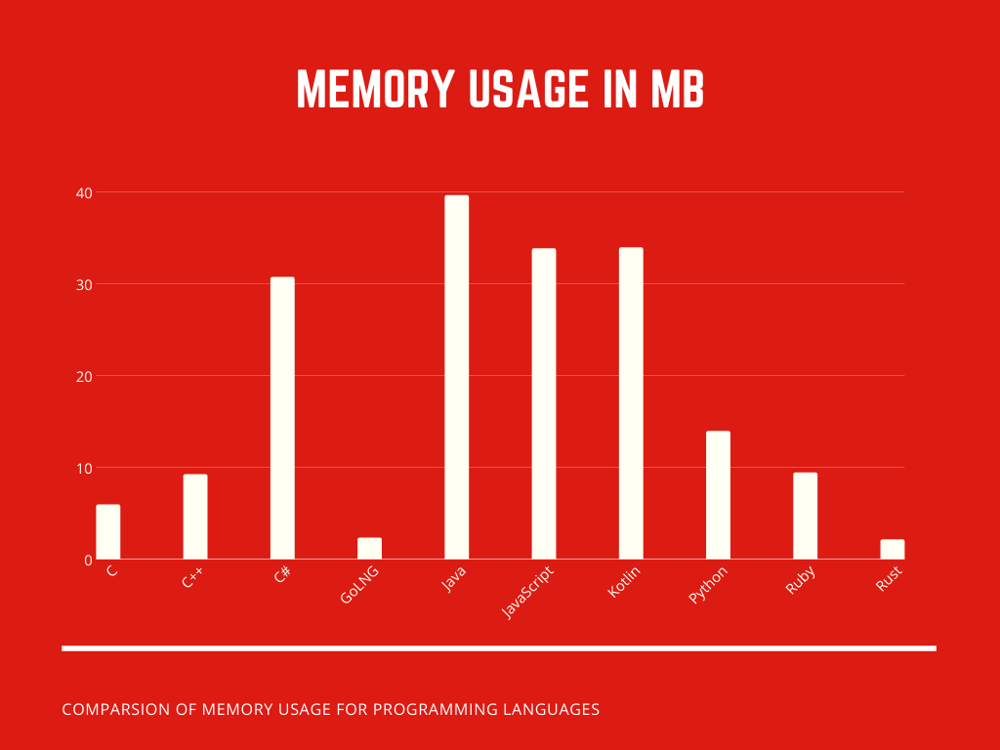 MEMORY USAGE IN MB
40
30
20
10
0
C
C++
C#
GoLNG
Java
JavaScript
Kotlin
Python
Ruby
Rust
COMPARSION OF MEMORY USAGE FOR PROGRAMMING LANGUAGES